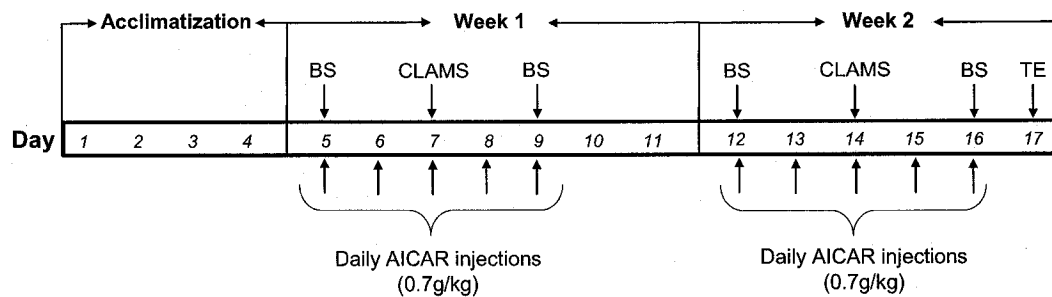 Acclimatization Week 1 Week 2
BS CLAMS BS BS CLAMS BS TE
Day 1 2 3 4 5 6 7 8 9 10 11 12 13 14 15 16 17
Daily AICAR injections Daily AICAR injections
(0.7g/kg) (0.7g/kg)